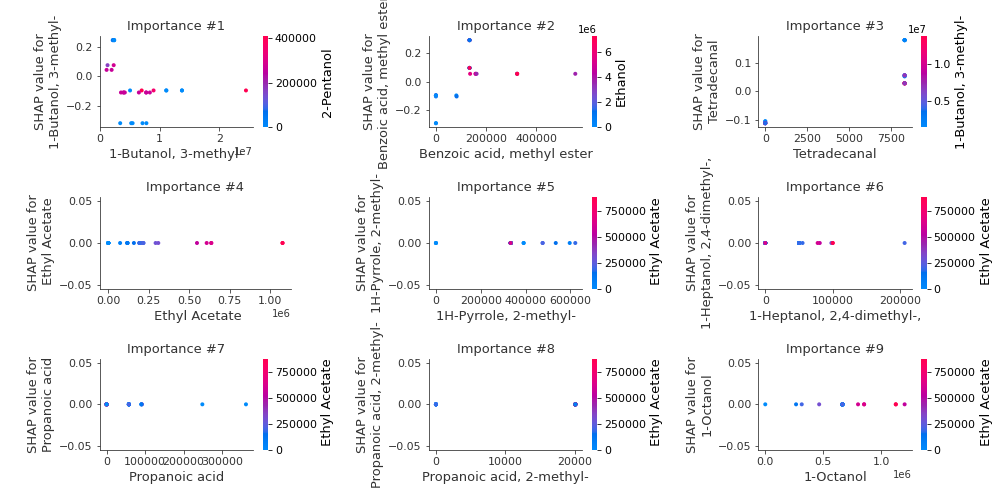 Importance #1
SHAP value for
1-Butanol, 3-methyl-
0.2
0.0
−0.2
0
1
2
1e7
1-Butanol, 3-methyl-
400000
200000
0
2-Pentanol
Importance #2
SHAP value for
Benzoic acid, methyl ester
0.2
0.0
−0.2
0
200000
400000
Benzoic acid, methyl ester
1e6
6
4
2
0
Ethanol
Importance #3
SHAP value for
Tetradecanal
0.1
0.0
−0.1
0
2500
5000
7500
Tetradecanal
1e7
1.0
0.5
1-Butanol, 3-methyl-
Importance #4
SHAP value for
Ethyl Acetate
0.05
0.00
−0.05
0.00
0.25
0.50
0.75
1.00
1e6
Ethyl Acetate
Importance #5
SHAP value for
1H-Pyrrole, 2-methyl-
0.05
0.00
−0.05
0
200000
400000
600000
1H-Pyrrole, 2-methyl-
750000
500000
250000
0
Ethyl Acetate
Importance #6
SHAP value for
1-Heptanol, 2,4-dimethyl-,
0.05
0.00
−0.05
0
100000
200000
1-Heptanol, 2,4-dimethyl-,
750000
500000
250000
0
Ethyl Acetate
Importance #7
SHAP value for
Propanoic acid
0.05
0.00
−0.05
0
100000
200000
300000
Propanoic acid
750000
500000
250000
0
Ethyl Acetate
Importance #8
SHAP value for
Propanoic acid, 2-methyl-
0.05
0.00
−0.05
0
10000
20000
Propanoic acid, 2-methyl-
750000
500000
250000
0
Ethyl Acetate
Importance #9
SHAP value for
1-Octanol
0.05
0.00
−0.05
0.0
0.5
1.0
1e6
1-Octanol
750000
500000
250000
0
Ethyl Acetate